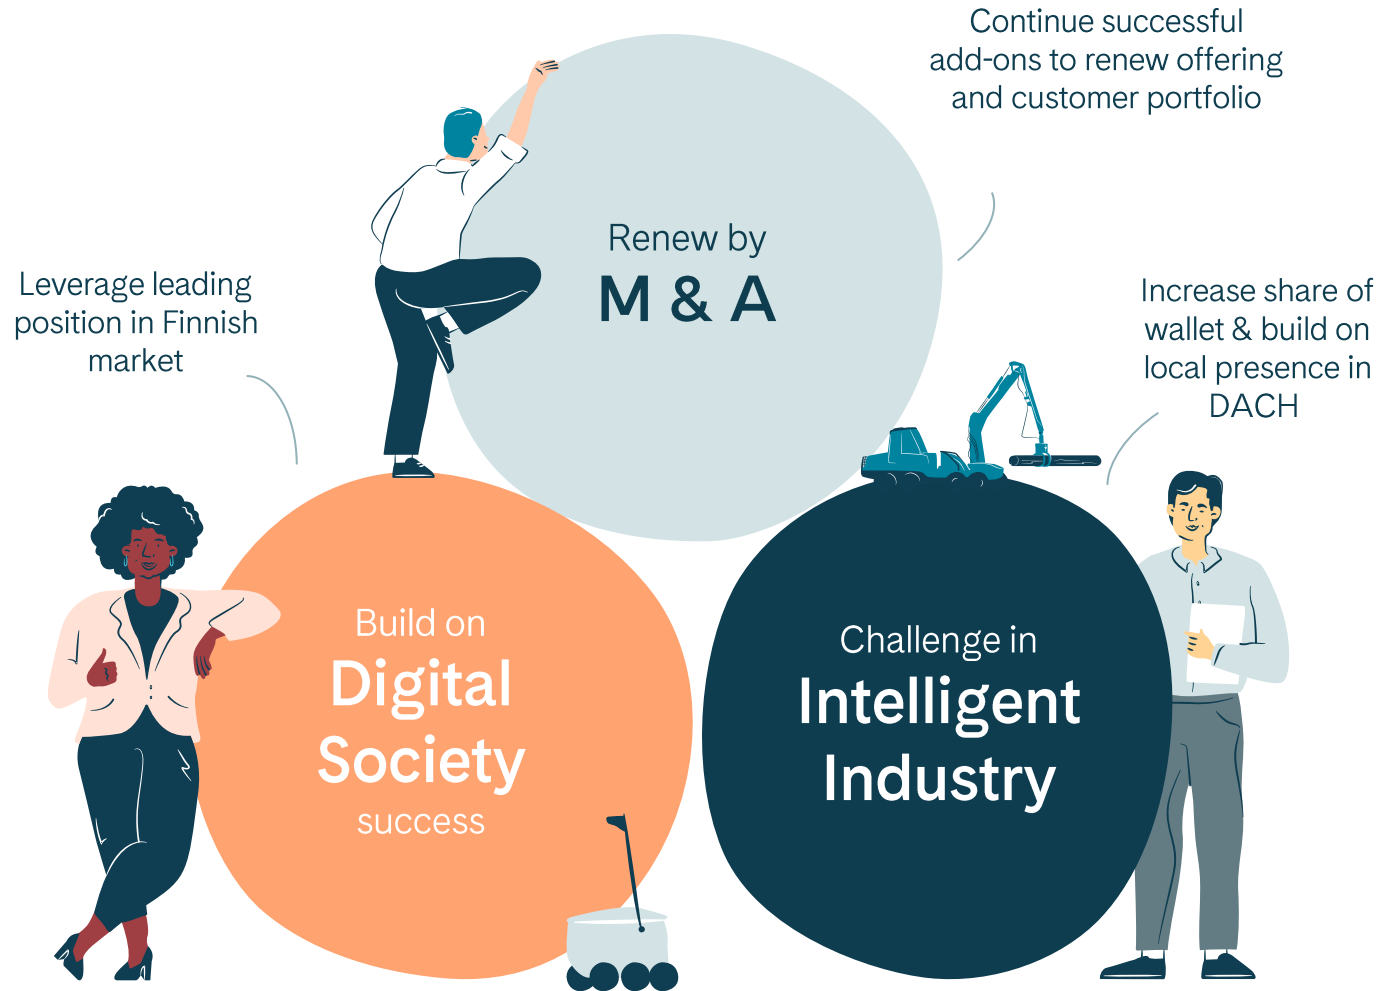 Continue successful
add-ons to renew offering
and customer portfolio
Renew by
M & A
Leverage leading
position in Finnish
market
Increase share of
wallet & build on
local presence in
DACH
Build on
Digital
Society
success
Challenge in
Intelligent
Industry